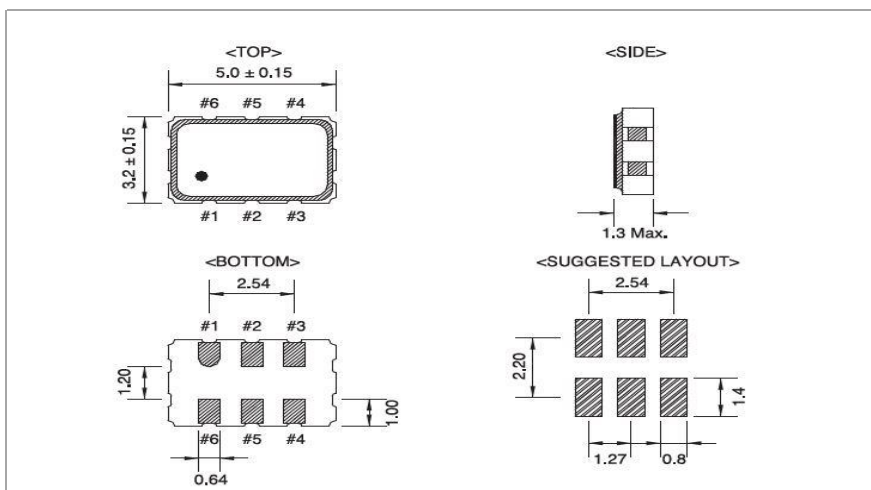 <TOP>
5.0 ± 0.15
#6 #5 #4
3.2 ± 0.15
#1 #2 #3
<SIDE>
1.3 Max.
<BOTTOM>
2.54
#1 #2 #3
1.20
1.00
#6 #5 #4
0.64
<SUGGESTED LAYOUT>
2.54
2.20
1.4
1.27
0.8